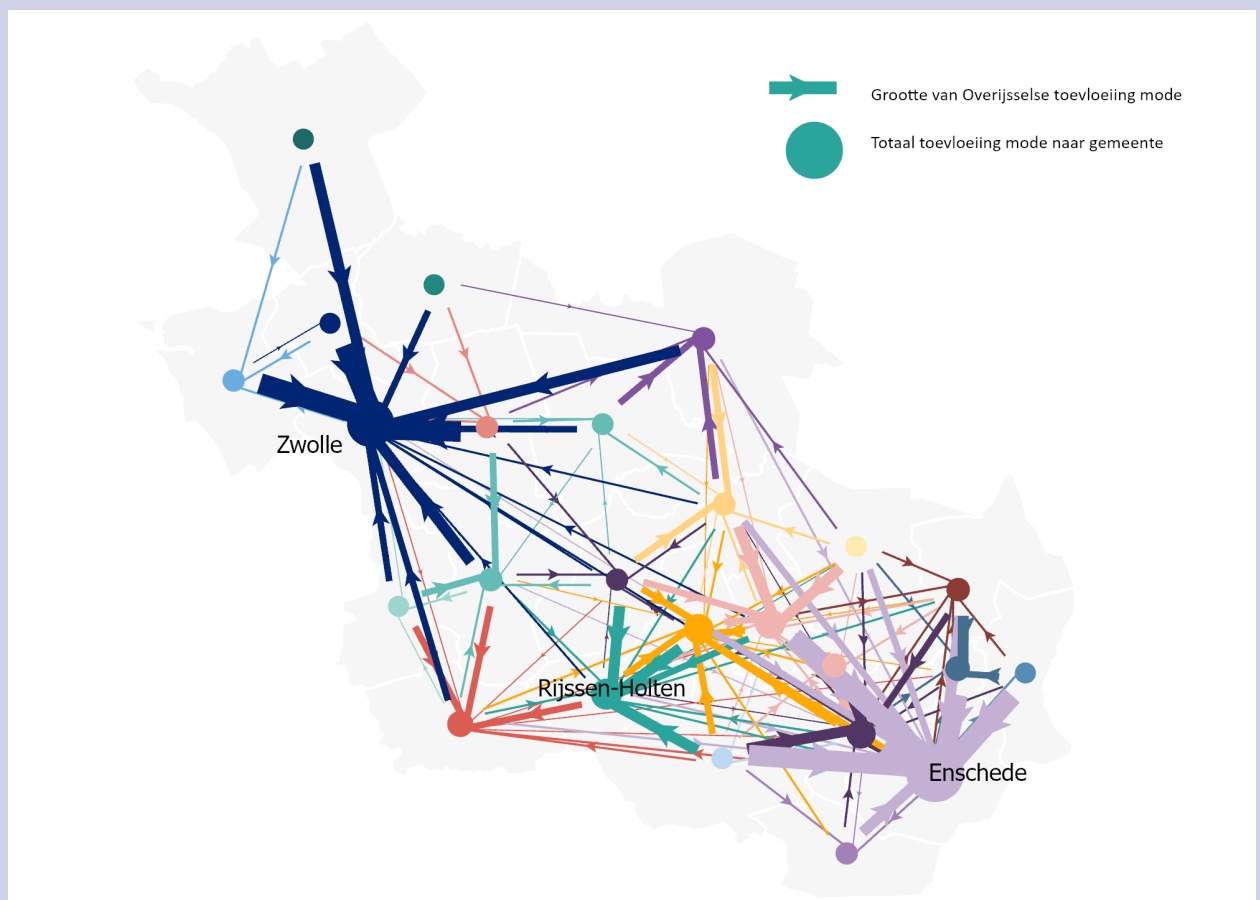 Grootte van Overijsselse toevloeiing mode
Totaal toevloeiing mode naar gemeente
Zwolle
Rijssen-Holten
Enschede